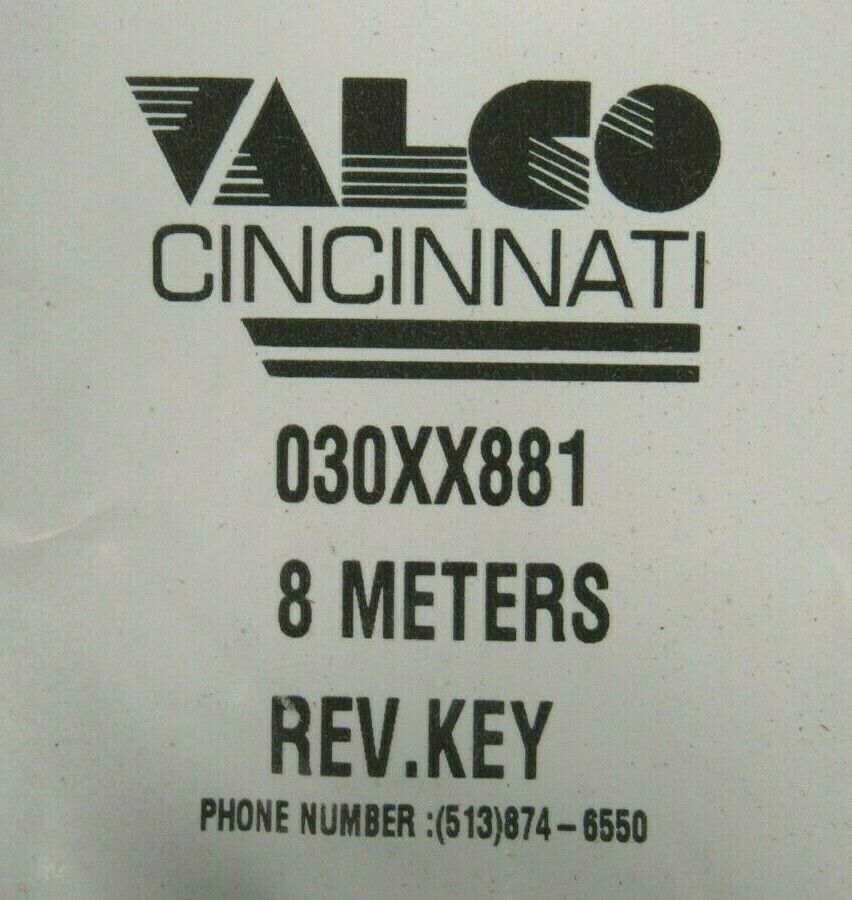 VALCO
CINCINNATI
030XX881
8 METERS
REV.KEY
PHONE NUMBER :(513)874-6550